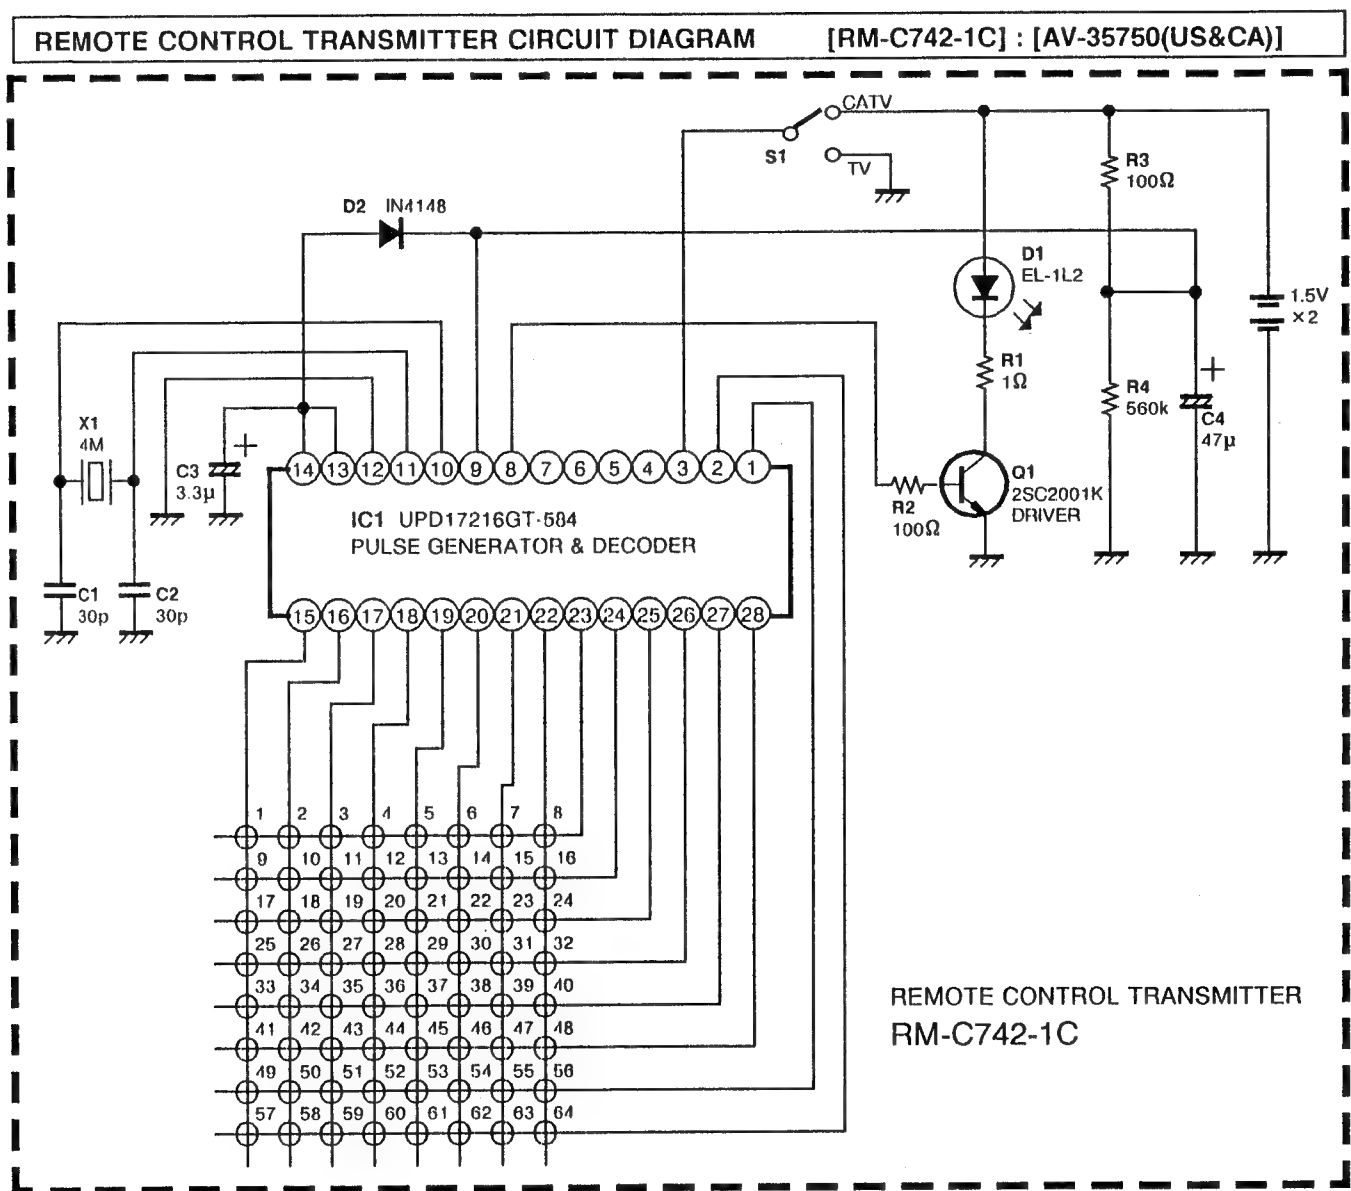 REMOTE CONTROL TRANSMITTER CIRCUIT DIAGRAM [RM-C742-1C] : [AV-35750(US&CA)]
CATV
S1
TV
R3
100Ω
D2 IN4148
D1
EL-1L2
1.5V
×2
R1
1Ω
R4
560k
+
C4
47μ
X1
4M
C3
3.3μ
+
14 13 12 11 10 9 8 7 6 5 4 3 2 1
Q1
2SC2001K
DRIVER
R2
100Ω
IC1 UPD17216GT-584
PULSE GENERATOR & DECODER
C1
30p
C2
30p
15 16 17 18 19 20 21 22 23 24 25 26 27 28
1 2 3 4 5 6 7 8
9 10 11 12 13 14 15 16
17 18 19 20 21 22 23 24
25 26 27 28 29 30 31 32
33 34 35 36 37 38 39 40
41 42 43 44 45 46 47 48
49 50 51 52 53 54 55 56
57 58 59 60 61 62 63 64
REMOTE CONTROL TRANSMITTER
RM-C742-1C